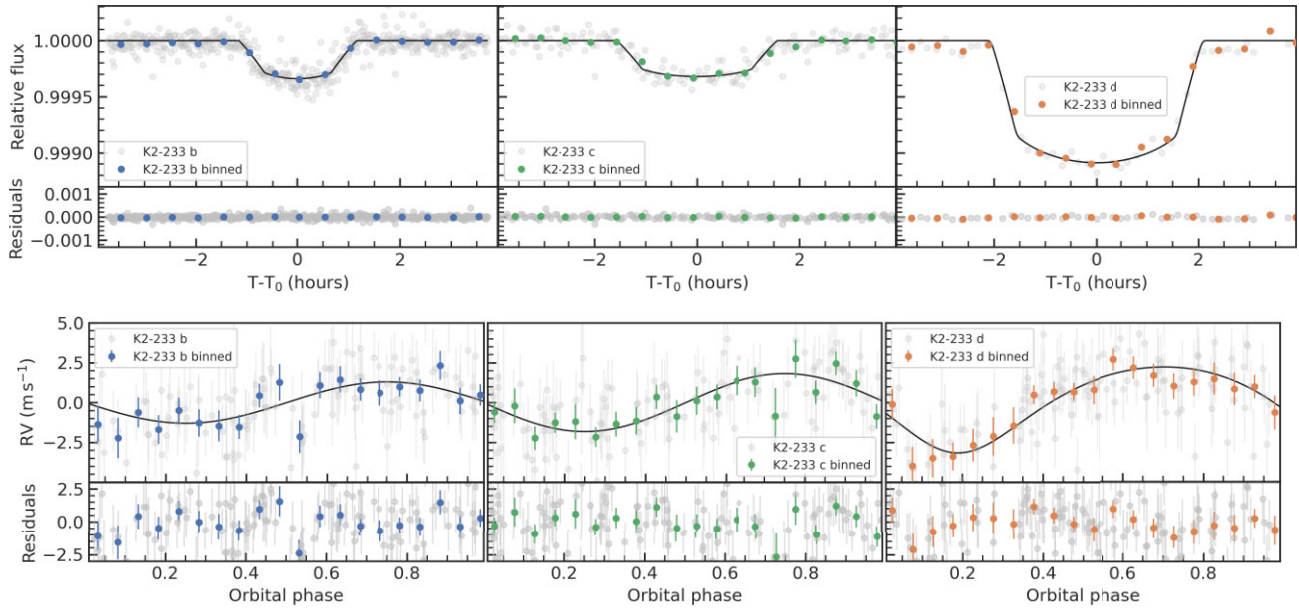 Relative flux
1.0000
0.9995
0.9990
K2-233 b
K2-233 b binned
K2-233 c
K2-233 c binned
K2-233 d
K2-233 d binned
Residuals
0.001
0.000
−0.001
−2 0 2
−2 0 2
−2 0 2
T-T0 (hours)
T-T0 (hours)
T-T0 (hours)
RV (m s−1)
5.0
2.5
0.0
−2.5
K2-233 b
K2-233 b binned
K2-233 c
K2-233 c binned
K2-233 d
K2-233 d binned
Residuals
2.5
0.0
−2.5
0.2 0.4 0.6 0.8
0.2 0.4 0.6 0.8
0.2 0.4 0.6 0.8
Orbital phase
Orbital phase
Orbital phase